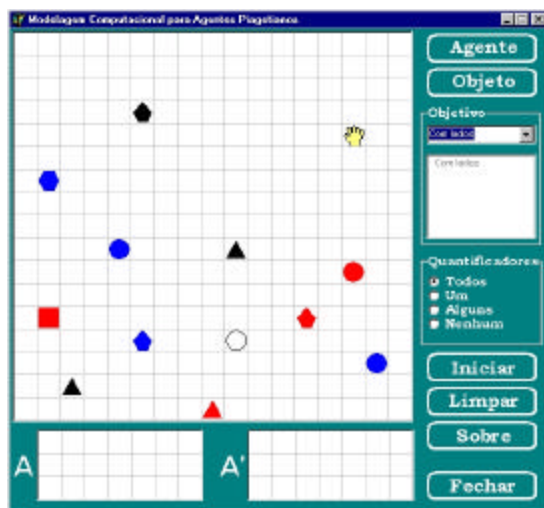 Modelagem Computacional para Agentes Piagetianos
Agente
Objeto
Objetivo
Com lados
Com lados
Quantificadores
Todos
Um
Alguns
Nenhum
Iniciar
Limpar
Sobre
Fechar
A
A'